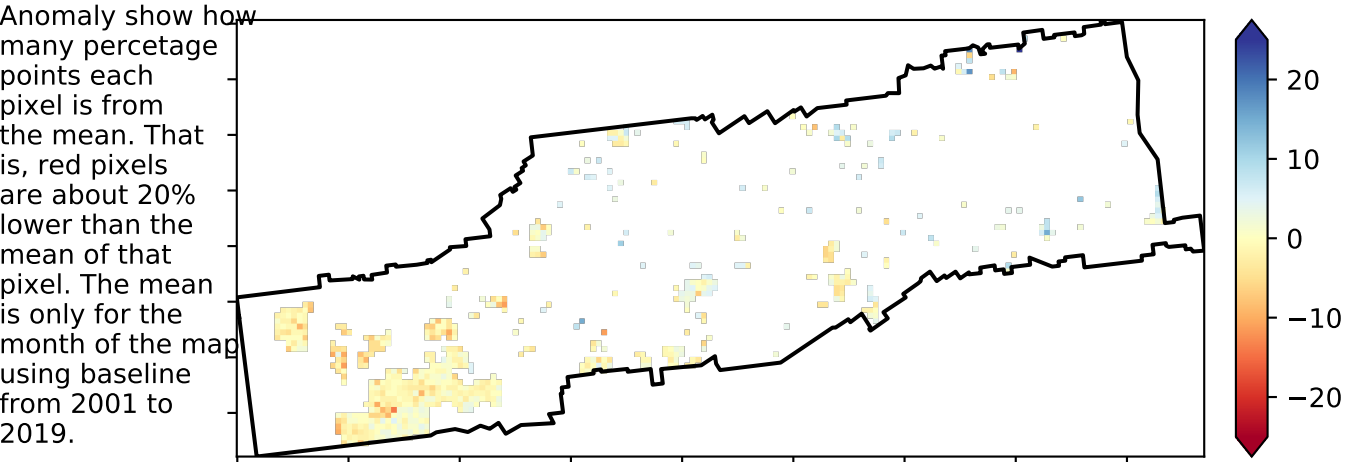 Anomaly show how
many percetage
points each
pixel is from
the mean. That
is, red pixels
are about 20%
lower than the
mean of that
pixel. The mean
is only for the
month of the map
using baseline
from 2001 to
2019.
20
10
0
−10
−20